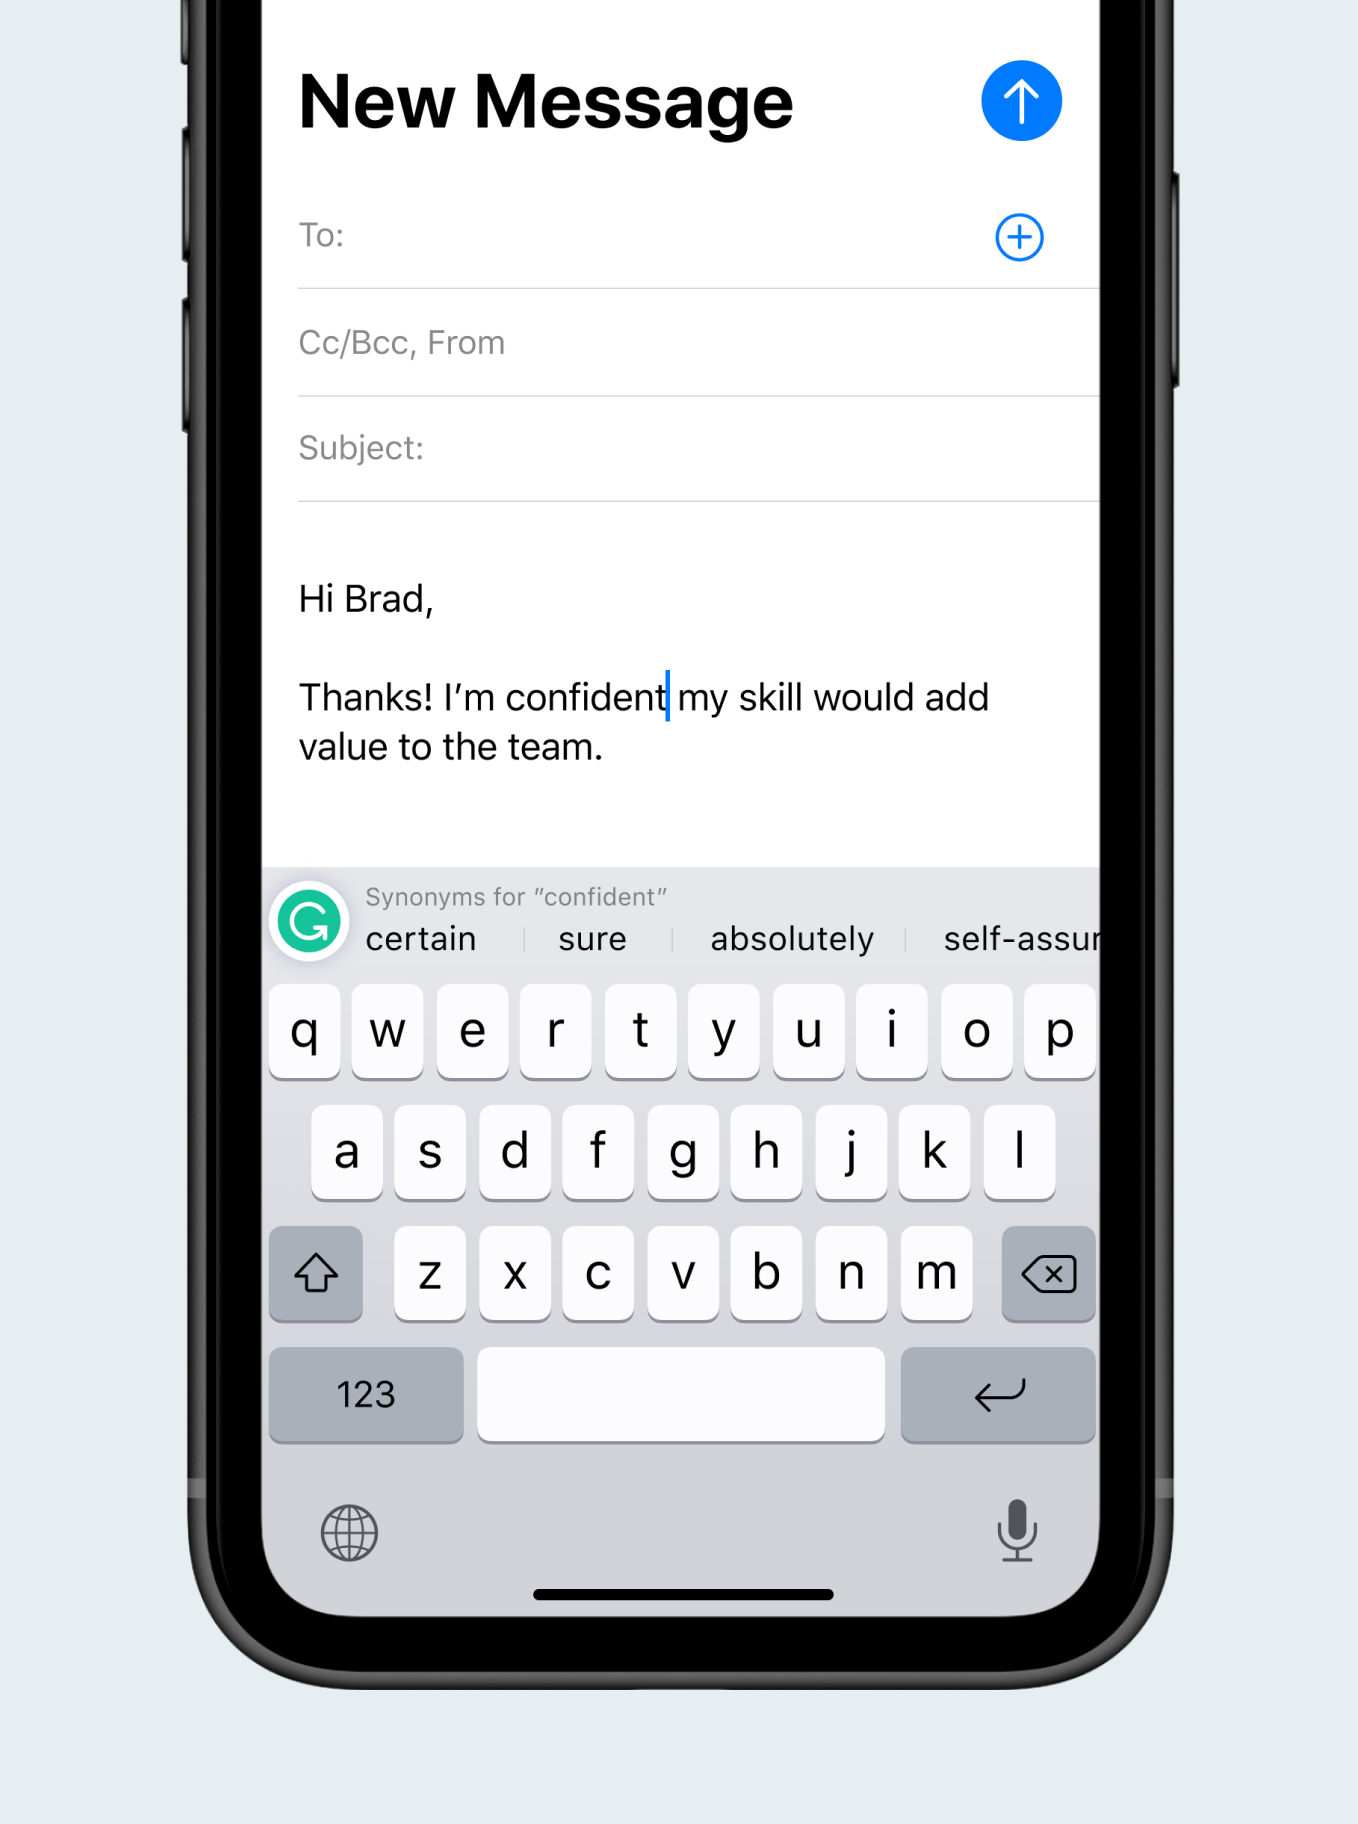 New Message
To:
Cc/Bcc, From
Subject:
Hi Brad,
Thanks! I’m confident my skill would add
value to the team.
Synonyms for ”confident”
certain sure absolutely self-assur
q w e r t y u i o p
a s d f g h j k l
z x c v b n m
123